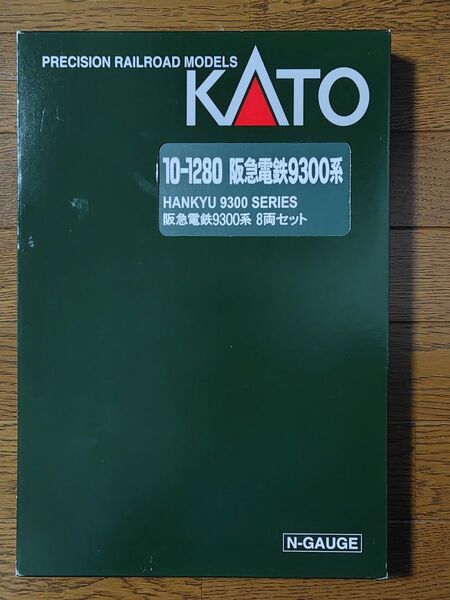 PRECISION RAILROAD MODELS
KATO
10-1280 阪急電鉄9300系
HANKYU 9300 SERIES
阪急電鉄9300系 8両セット
N-GAUGE